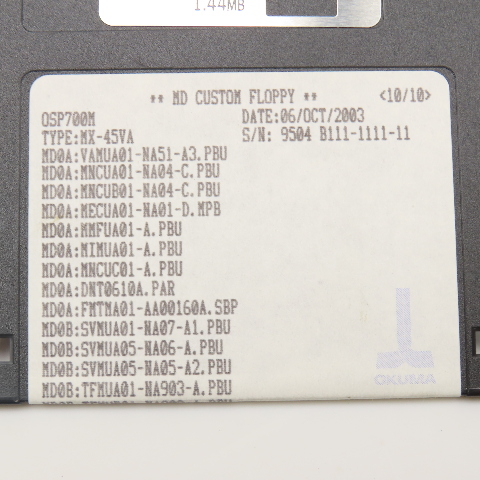 1.44MB
** MD CUSTOM FLOPPY ** <10/10>
OSP700M DATE:06/OCT/2003
TYPE:MX-45VA S/N: 9504 B111-1111-11
MD0A:VAMUA01-NA51-A3.PBU
MD0A:MNCUA01-NA04-C.PBU
MD0A:MNCUB01-NA04-C.PBU
MD0A:MECUA01-NA01-D.MPB
MD0A:MMFUA01-A.PBU
MD0A:MIMUA01-A.PBU
MD0A:MNCUC01-A.PBU
MD0A:DNT0610A.PAR
MD0A:FMTMA01-AA00160A.SBP
MD0B:SVMUA01-NA07-A1.PBU
MD0B:SVMUA05-NA06-A.PBU
MD0B:SVMUA05-NA05-A2.PBU
MD0B:TFMUA01-NA903-A.PBU
OKUMA